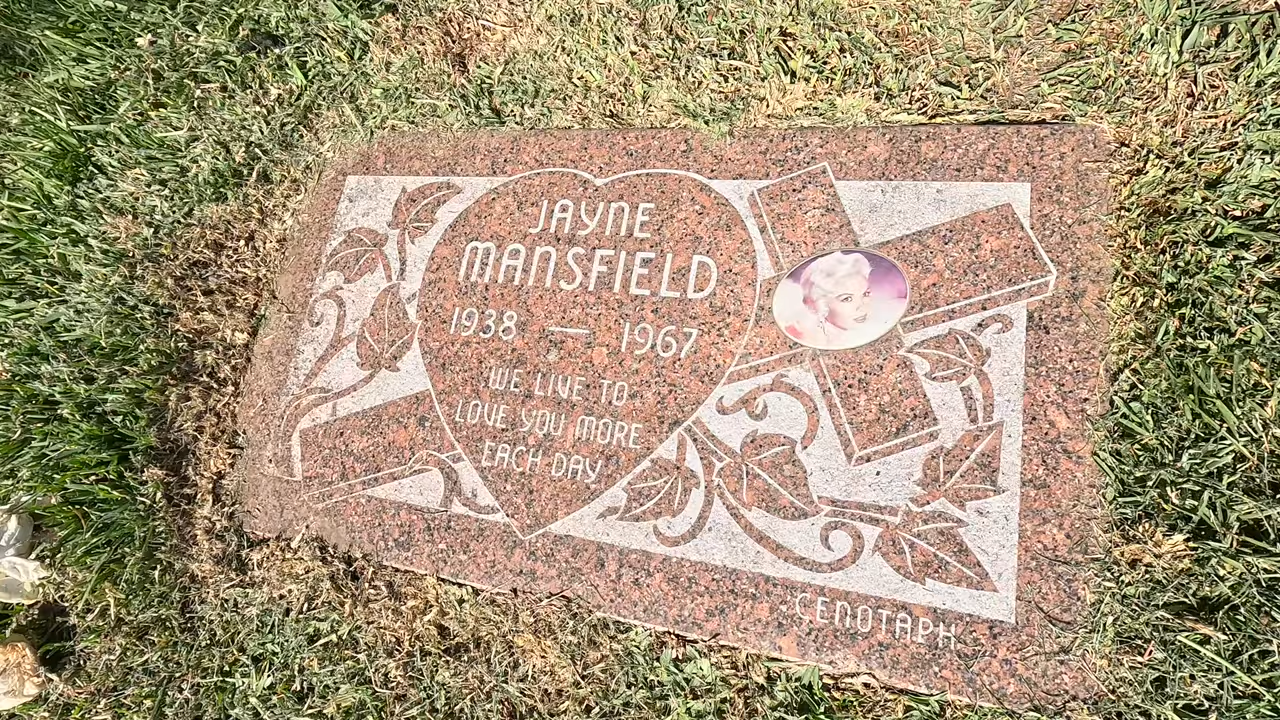 JAYNE
MANSFIELD
1938 — 1967
WE LIVE TO
LOVE YOU MORE
EACH DAY
CENOTAPH